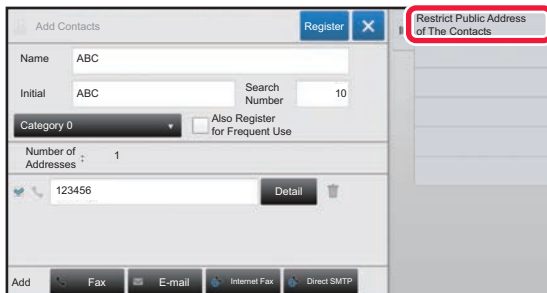 Add Contacts
Register
Restrict Public Address
of The Contacts
Name
ABC
Initial
ABC
Search
Number
10
Category 0
Also Register
for Frequent Use
Number of
Addresses
:
1
123456
Detail
Add
Fax
E-mail
Internet Fax
Direct SMTP